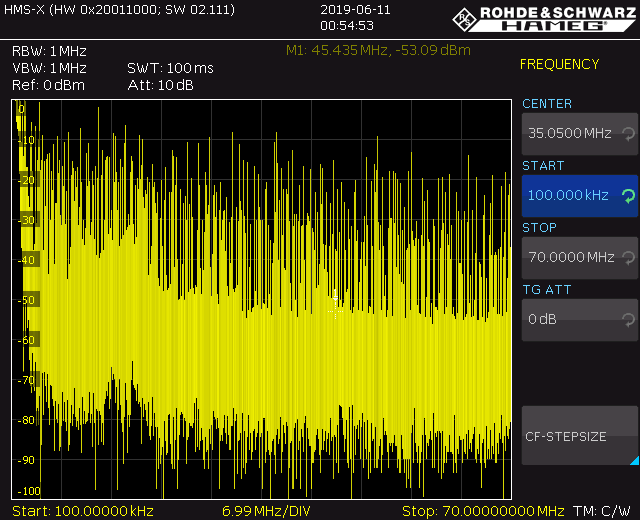 HMS-X (HW 0x20011000; SW 02.111)
2019-06-11
00:54:53
ROHDE & SCHWARZ
HAMEG
RBW: 1 MHz
M1: 45.435 MHz, -53.09 dBm
VBW: 1 MHz
SWT: 100 ms
Ref: 0 dBm
Att: 10 dB
FREQUENCY
0
-10
-20
-30
-40
-50
-60
-70
-80
-90
-100
CENTER
35.0500 MHz
START
100.000 kHz
STOP
70.0000 MHz
TG ATT
0 dB
CF-STEPSIZE
Start: 100.00000 kHz
6.99 MHz/DIV
Stop: 70.00000000 MHz
TM: C/W